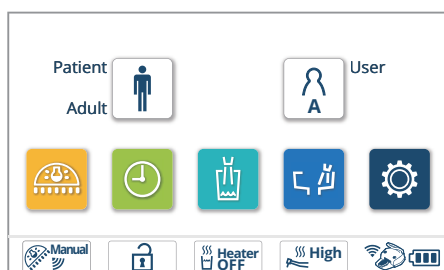 Patient
User
Adult
A
Manual
Heater
OFF
High